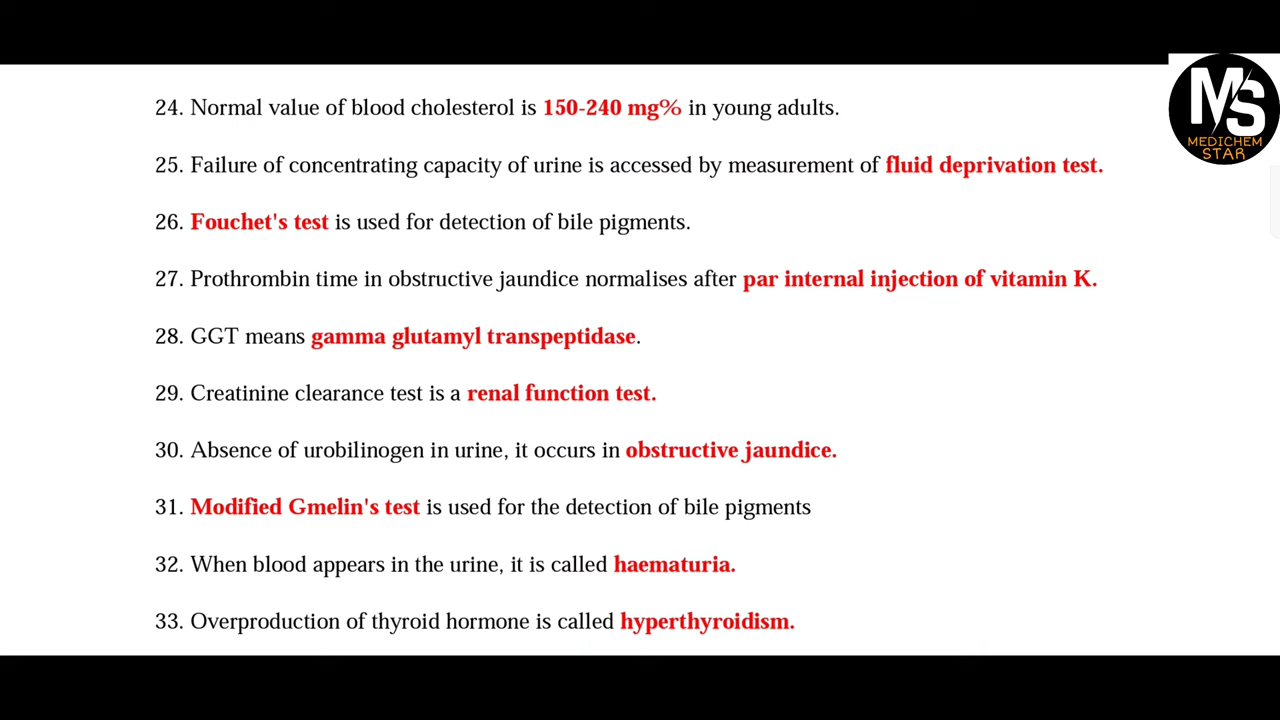 24. Normal value of blood cholesterol is 150-240 mg% in young adults.
25. Failure of concentrating capacity of urine is accessed by measurement of fluid deprivation test.
26. Fouchet's test is used for detection of bile pigments.
27. Prothrombin time in obstructive jaundice normalises after par internal injection of vitamin K.
28. GGT means gamma glutamyl transpeptidase.
29. Creatinine clearance test is a renal function test.
30. Absence of urobilinogen in urine, it occurs in obstructive jaundice.
31. Modified Gmelin's test is used for the detection of bile pigments
32. When blood appears in the urine, it is called haematuria.
33. Overproduction of thyroid hormone is called hyperthyroidism.
MS
MEDICHEM
STAR